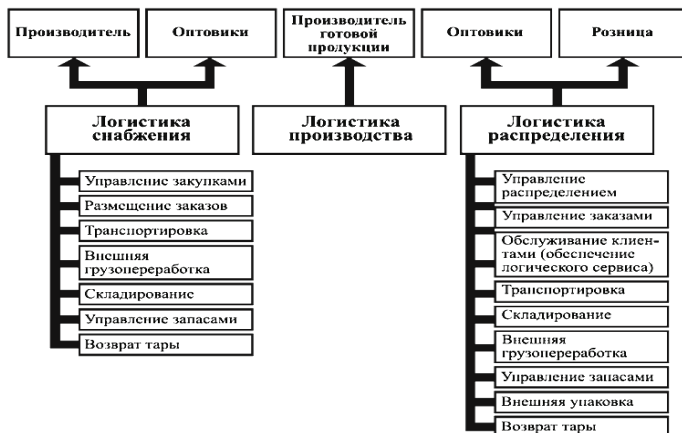 Производитель
Оптовики
Производитель
готовой
продукции
Оптовики
Розница
Логистика
снабжения
Логистика
производства
Логистика
распределения
Управление закупками
Размещение заказов
Транспортировка
Внешняя
грузопереработка
Складирование
Управление запасами
Возврат тары
Управление
распределением
Управление заказами
Обслуживание клиен-
тами (обеспечение
логического сервиса)
Транспортировка
Складирование
Внешняя
грузопереработка
Управление запасами
Внешняя упаковка
Возврат тары